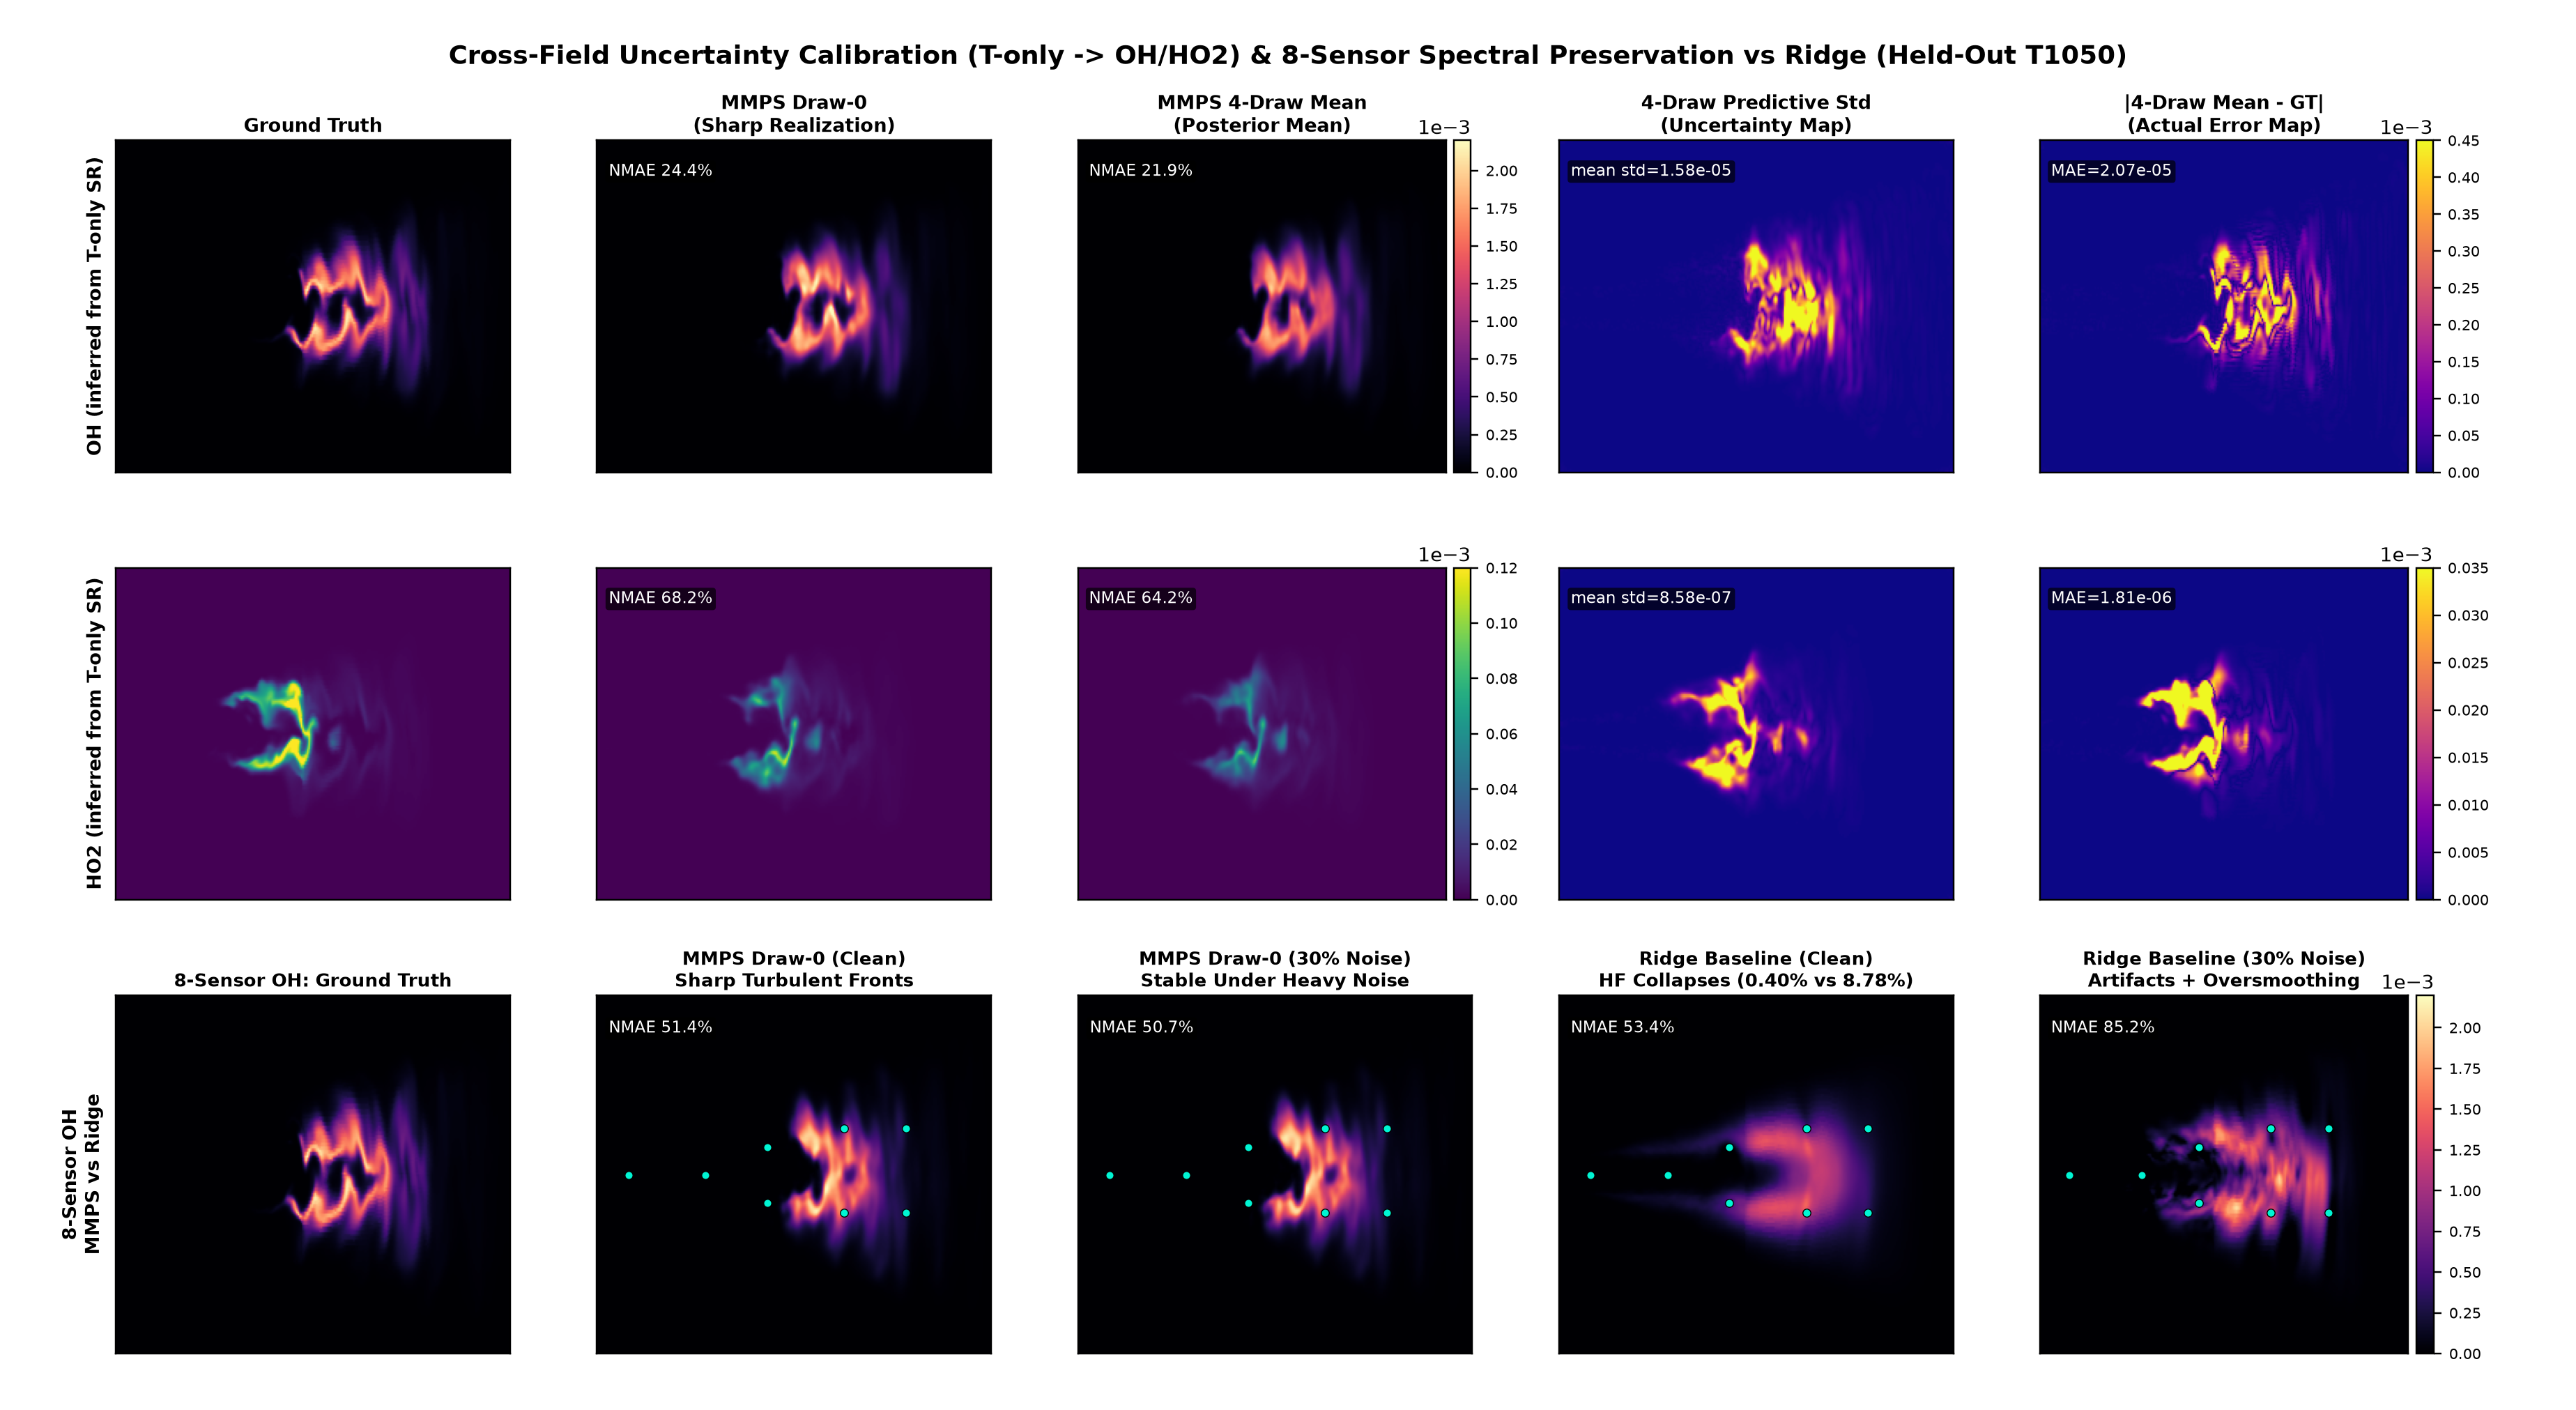 Cross-Field Uncertainty Calibration (T-only -> OH/HO2) & 8-Sensor Spectral Preservation vs Ridge (Held-Out T1050)
Ground Truth
MMPS Draw-0
(Sharp Realization)
MMPS 4-Draw Mean
(Posterior Mean)
4-Draw Predictive Std
(Uncertainty Map)
|4-Draw Mean - GT|
(Actual Error Map)
OH (inferred from T-only SR)
NMAE 24.4%
NMAE 21.9%
1e−3
2.00
1.75
1.50
1.25
1.00
0.75
0.50
0.25
0.00
mean std=1.58e-05
MAE=2.07e-05
1e−3
0.45
0.40
0.35
0.30
0.25
0.20
0.15
0.10
0.05
0.00
HO2 (inferred from T-only SR)
NMAE 68.2%
NMAE 64.2%
1e−3
0.12
0.10
0.08
0.06
0.04
0.02
0.00
mean std=8.58e-07
MAE=1.81e-06
1e−3
0.035
0.030
0.025
0.020
0.015
0.010
0.005
0.000
8-Sensor OH
MMPS vs Ridge
8-Sensor OH: Ground Truth
MMPS Draw-0 (Clean)
Sharp Turbulent Fronts
NMAE 51.4%
MMPS Draw-0 (30% Noise)
Stable Under Heavy Noise
NMAE 50.7%
Ridge Baseline (Clean)
HF Collapses (0.40% vs 8.78%)
NMAE 53.4%
Ridge Baseline (30% Noise)
Artifacts + Oversmoothing
NMAE 85.2%
1e−3
2.00
1.75
1.50
1.25
1.00
0.75
0.50
0.25
0.00